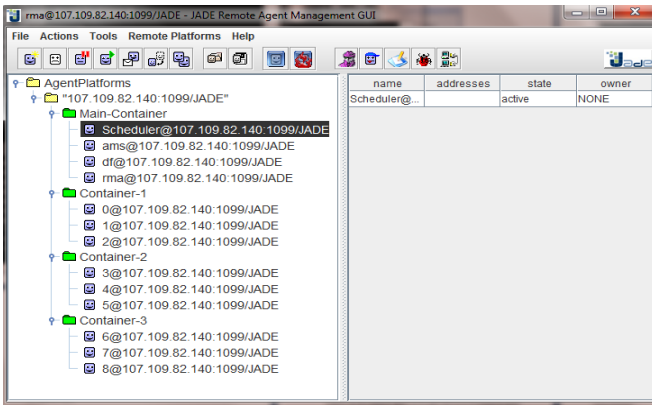 rma@107.109.82.140:1099/JADE - JADE Remote Agent Management GUI
File Actions Tools Remote Platforms Help
Jade
AgentPlatforms
"107.109.82.140:1099/JADE"
Main-Container
Scheduler@107.109.82.140:1099/JADE
ams@107.109.82.140:1099/JADE
df@107.109.82.140:1099/JADE
rma@107.109.82.140:1099/JADE
Container-1
0@107.109.82.140:1099/JADE
1@107.109.82.140:1099/JADE
2@107.109.82.140:1099/JADE
Container-2
3@107.109.82.140:1099/JADE
4@107.109.82.140:1099/JADE
5@107.109.82.140:1099/JADE
Container-3
6@107.109.82.140:1099/JADE
7@107.109.82.140:1099/JADE
8@107.109.82.140:1099/JADE
name addresses state owner
Scheduler@... active NONE